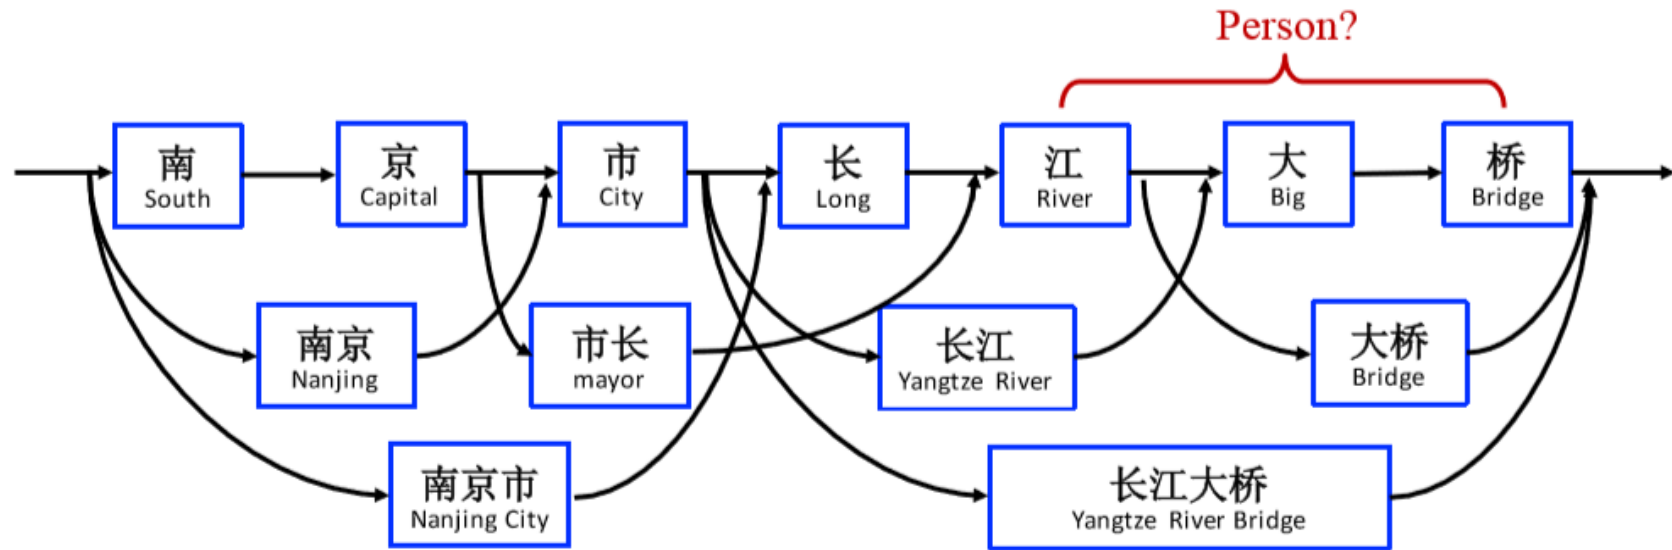 Person?
南
South
京
Capital
市
City
长
Long
江
River
大
Big
桥
Bridge
南京
Nanjing
市长
mayor
长江
Yangtze River
大桥
Bridge
南京市
Nanjing City
长江大桥
Yangtze River Bridge